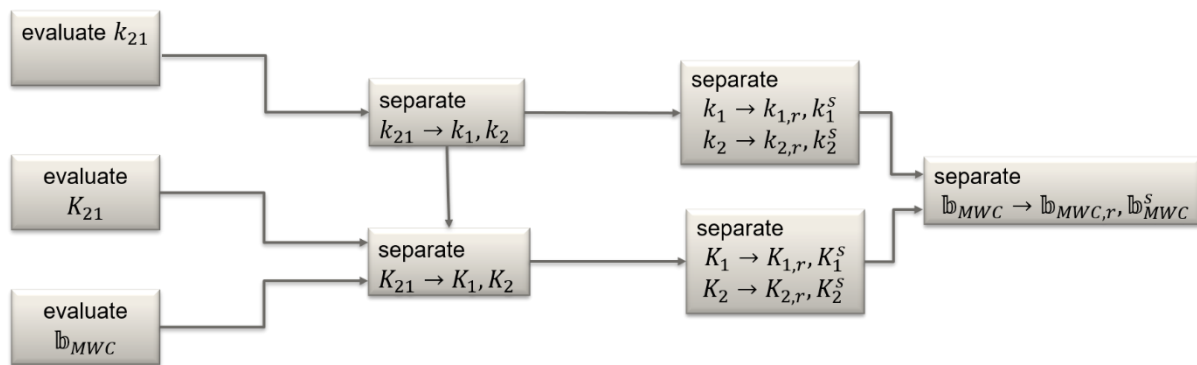 evaluate k₂₁
separate
k₂₁ → k₁, k₂
separate
k₁ → k₁,ᵣ, k₁ˢ
k₂ → k₂,ᵣ, k₂ˢ
evaluate
K₂₁
separate
K₂₁ → K₁, K₂
separate
K₁ → K₁,ᵣ, K₁ˢ
K₂ → K₂,ᵣ, K₂ˢ
separate
𝕓_MWC → 𝕓_MWC,r, 𝕓ˢ_MWC
evaluate
𝕓_MWC